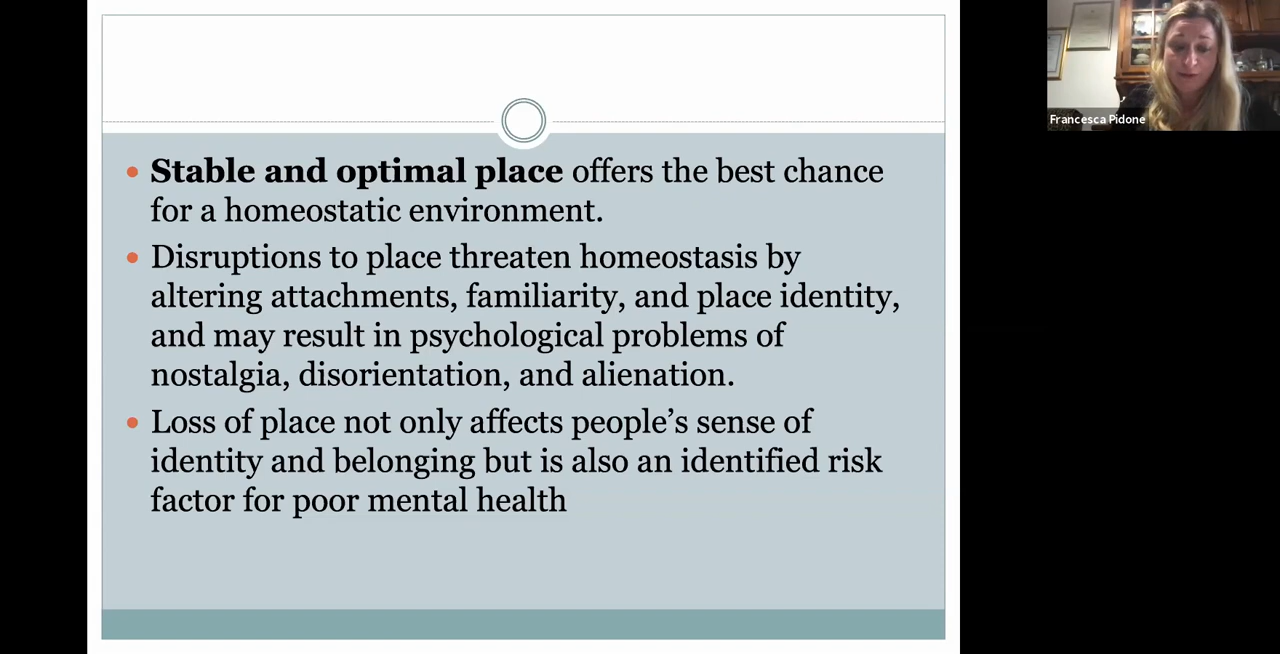 Stable and optimal place offers the best chance
for a homeostatic environment.
Disruptions to place threaten homeostasis by
altering attachments, familiarity, and place identity,
and may result in psychological problems of
nostalgia, disorientation, and alienation.
Loss of place not only affects people’s sense of
identity and belonging but is also an identified risk
factor for poor mental health
Francesca Pidone